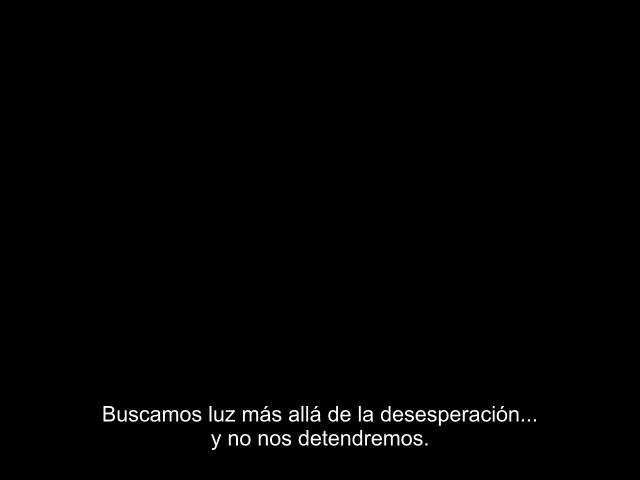 Buscamos luz más allá de la desesperación...
y no nos detendremos.